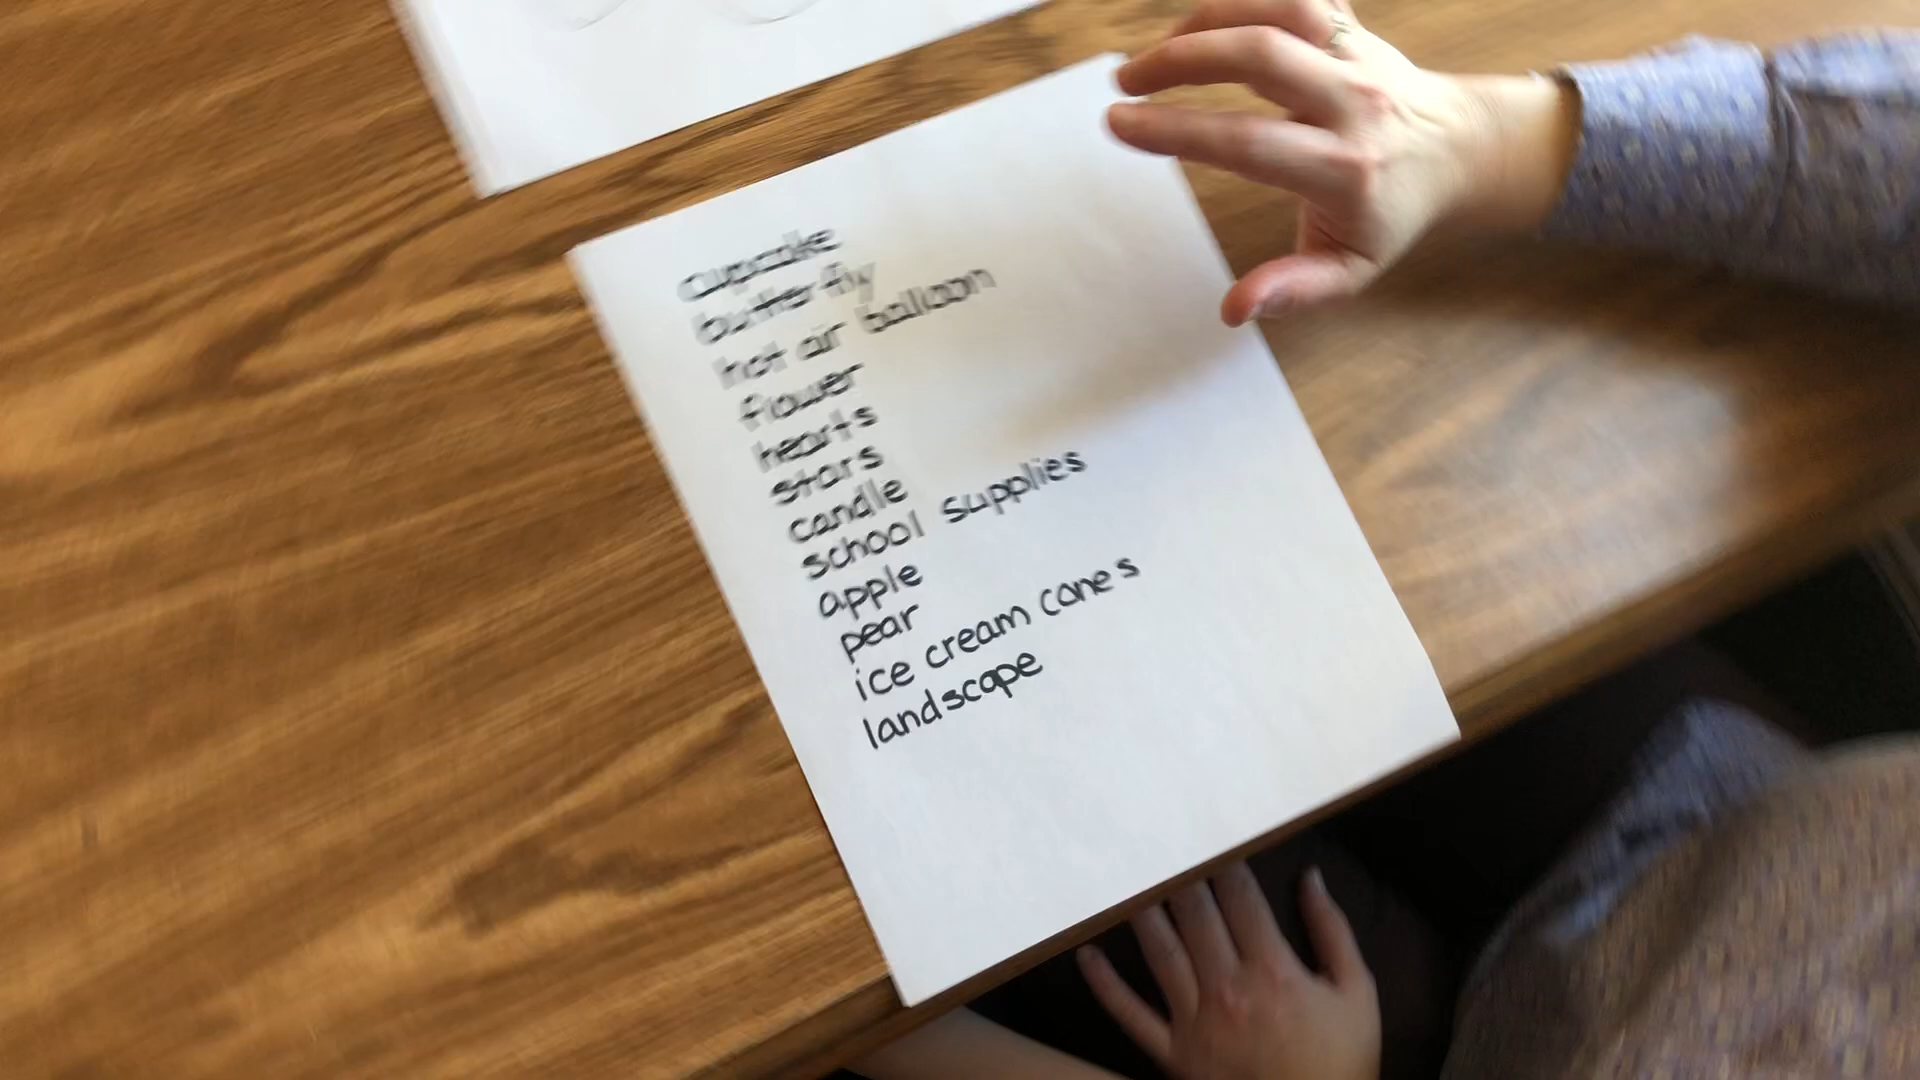 cupcake
butterfly
hot air balloon
flower
hearts
stars
candle
school supplies
apple
pear
ice cream cones
landscape